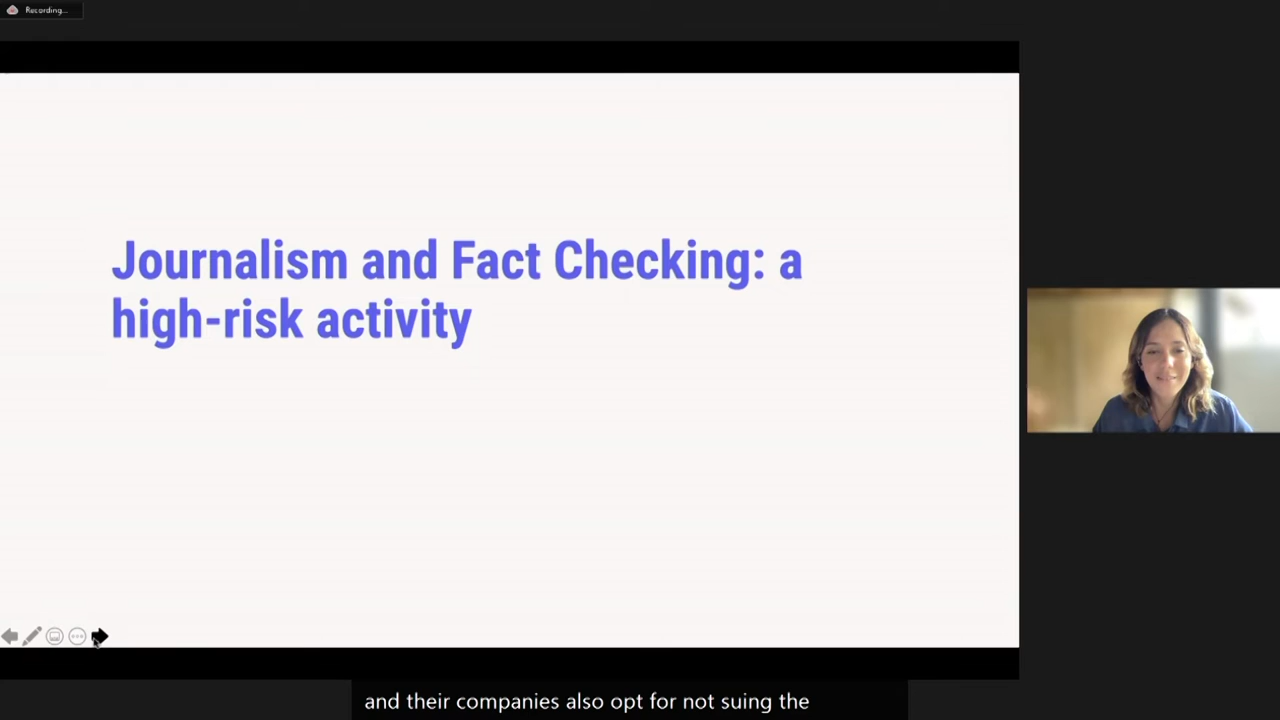 Recording...
Journalism and Fact Checking: a
high-risk activity
and their companies also opt for not suing the